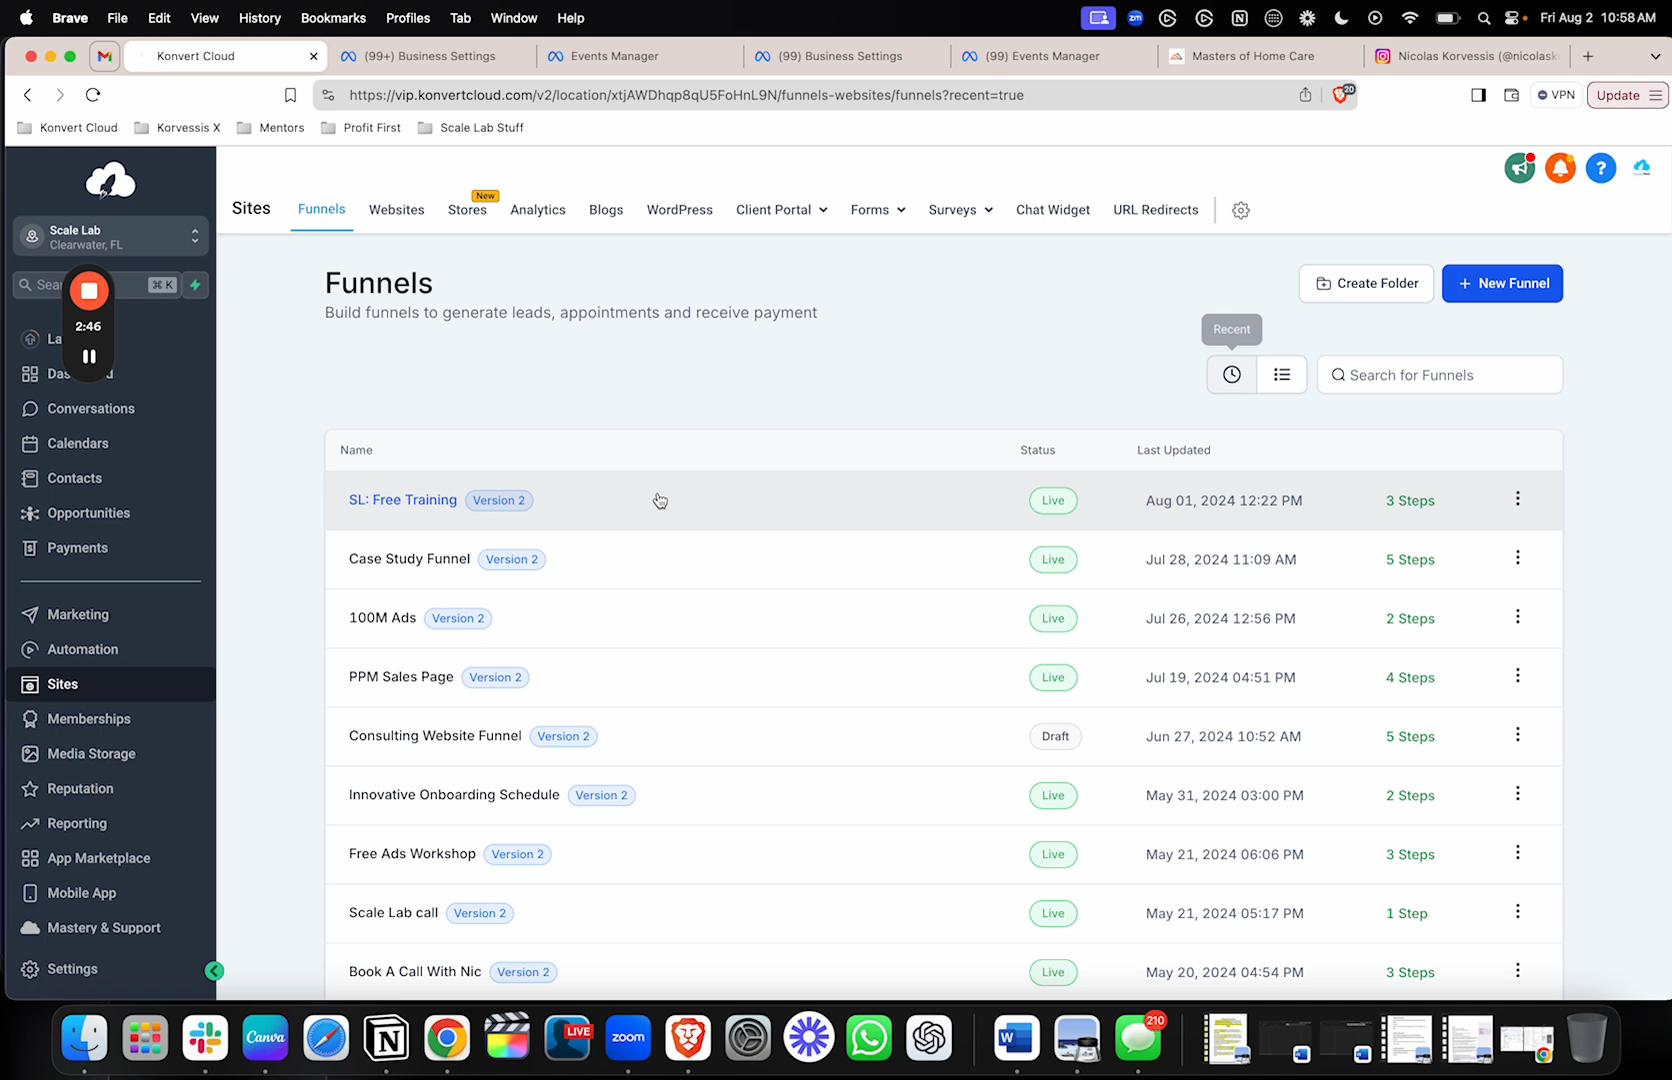 Brave File Edit View History Bookmarks Profiles Tab Window Help
zm
Fri Aug 2 10:58 AM
Konvert Cloud
(99+) Business Settings
Events Manager
(99) Business Settings
(99) Events Manager
Masters of Home Care
Nicolas Korvessis (@nicolask
https://vip.konvertcloud.com/v2/location/xtjAWDhqp8qU5FoHnL9N/funnels-websites/funnels?recent=true
20
VPN
Update
Konvert Cloud
Korvessis X
Mentors
Profit First
Scale Lab Stuff
Scale Lab
Clearwater, FL
Sea
⌘ K
2:46
La
Das
d
Conversations
Calendars
Contacts
Opportunities
Payments
Marketing
Automation
Sites
Memberships
Media Storage
Reputation
Reporting
App Marketplace
Mobile App
Mastery & Support
Settings
Sites
Funnels
Websites
New
Stores
Analytics
Blogs
WordPress
Client Portal
Forms
Surveys
Chat Widget
URL Redirects
Funnels
Build funnels to generate leads, appointments and receive payment
Create Folder
+ New Funnel
Recent
Search for Funnels
Name Status Last Updated
SL: Free Training Version 2 Live Aug 01, 2024 12:22 PM 3 Steps
Case Study Funnel Version 2 Live Jul 28, 2024 11:09 AM 5 Steps
100M Ads Version 2 Live Jul 26, 2024 12:56 PM 2 Steps
PPM Sales Page Version 2 Live Jul 19, 2024 04:51 PM 4 Steps
Consulting Website Funnel Version 2 Draft Jun 27, 2024 10:52 AM 5 Steps
Innovative Onboarding Schedule Version 2 Live May 31, 2024 03:00 PM 2 Steps
Free Ads Workshop Version 2 Live May 21, 2024 06:06 PM 3 Steps
Scale Lab call Version 2 Live May 21, 2024 05:17 PM 1 Step
Book A Call With Nic Version 2 Live May 20, 2024 04:54 PM 3 Steps
Canva
LIVE
zoom
W
210